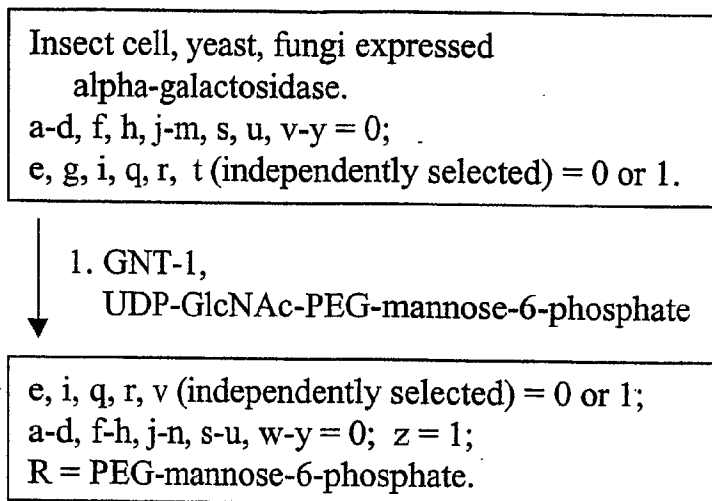 Insect cell, yeast, fungi expressed
alpha-galactosidase.
a-d, f, h, j-m, s, u, v-y = 0;
e, g, i, q, r, t (independently selected) = 0 or 1.
1. GNT-1,
UDP-GlcNAc-PEG-mannose-6-phosphate
e, i, q, r, v (independently selected) = 0 or 1;
a-d, f-h, j-n, s-u, w-y = 0; z = 1;
R = PEG-mannose-6-phosphate.